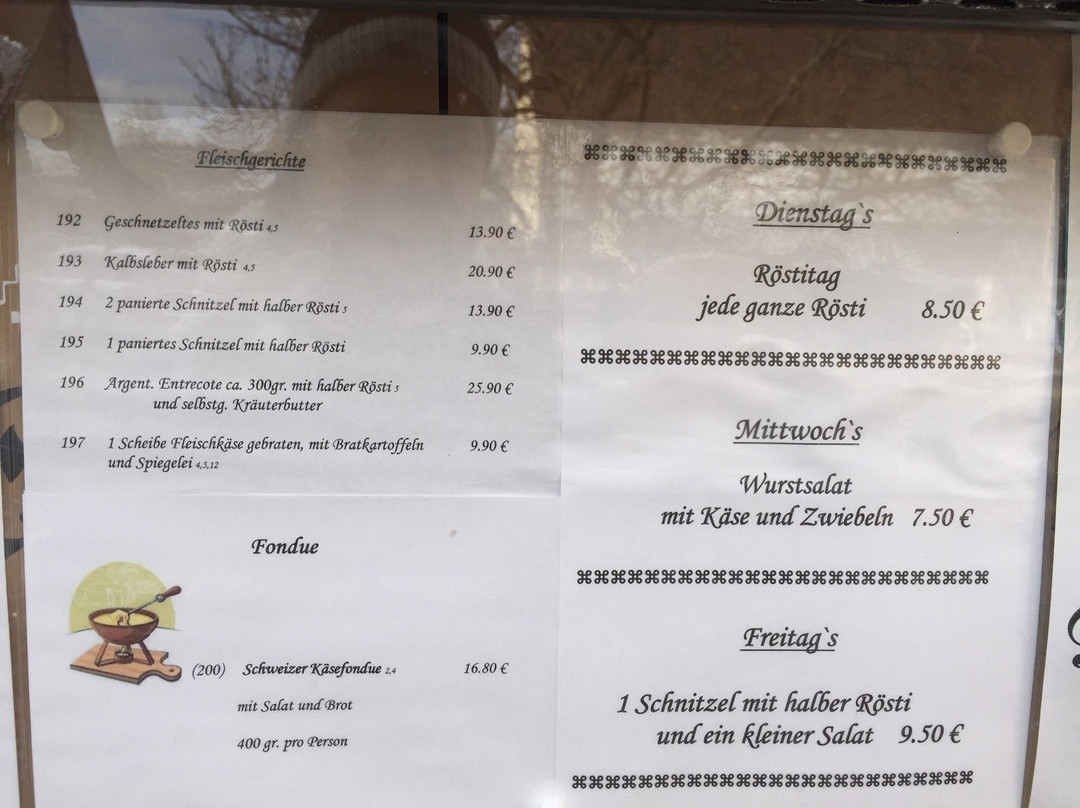 Fleischgerichte
192 Geschnetzeltes mit Rösti 4,5 13.90 €
193 Kalbsleber mit Rösti 4,5 20.90 €
194 2 panierte Schnitzel mit halber Rösti 5 13.90 €
195 1 paniertes Schnitzel mit halber Rösti 9.90 €
196 Argent. Entrecote ca. 300gr. mit halber Rösti 5 25.90 €
und selbstg. Kräuterbutter
197 1 Scheibe Fleischkäse gebraten, mit Bratkartoffeln 9.90 €
und Spiegelei 4,5,12
Fondue
(200) Schweizer Käsefondue 2,4 16.80 €
mit Salat und Brot
400 gr. pro Person
Dienstag`s
Röstitag
jede ganze Rösti 8.50 €
Mittwoch`s
Wurstsalat
mit Käse und Zwiebeln 7.50 €
Freitag`s
1 Schnitzel mit halber Rösti
und ein kleiner Salat 9.50 €